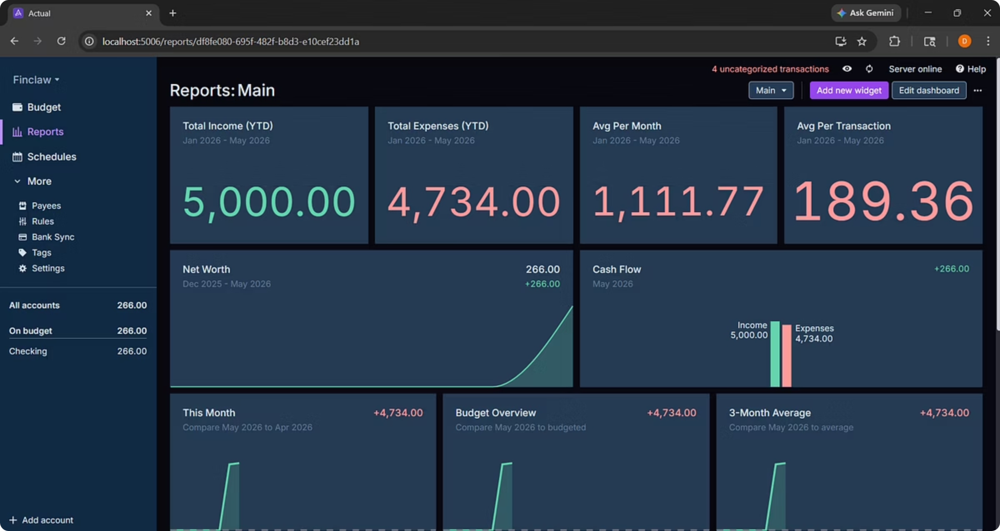 Actual
Ask Gemini
localhost:5006/reports/df8fe080-695f-482f-b8d3-e10cef23dd1a
D
Finclaw
Budget
Reports
Schedules
More
Payees
Rules
Bank Sync
Tags
Settings
All accounts 266.00
On budget 266.00
Checking 266.00
Add account
4 uncategorized transactions
Server online
Help
Reports: Main
Main
Add new widget
Edit dashboard
Total Income (YTD)
Jan 2026 - May 2026
5,000.00
Total Expenses (YTD)
Jan 2026 - May 2026
4,734.00
Avg Per Month
Jan 2026 - May 2026
1,111.77
Avg Per Transaction
Jan 2026 - May 2026
189.36
Net Worth 266.00
Dec 2025 - May 2026 +266.00
Cash Flow +266.00
May 2026
Income
5,000.00
Expenses
4,734.00
This Month +4,734.00
Compare May 2026 to Apr 2026
Budget Overview +4,734.00
Compare May 2026 to budgeted
3-Month Average +4,734.00
Compare May 2026 to average